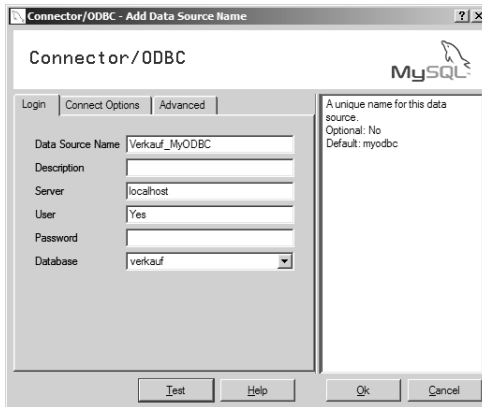 Connector/ODBC - Add Data Source Name
Connector/ODBC
MySQL
Login Connect Options Advanced
Data Source Name Verkauf_MyODBC
Description
Server localhost
User Yes
Password
Database verkauf
A unique name for this data
source.
Optional: No
Default: myodbc
Test Help Ok Cancel